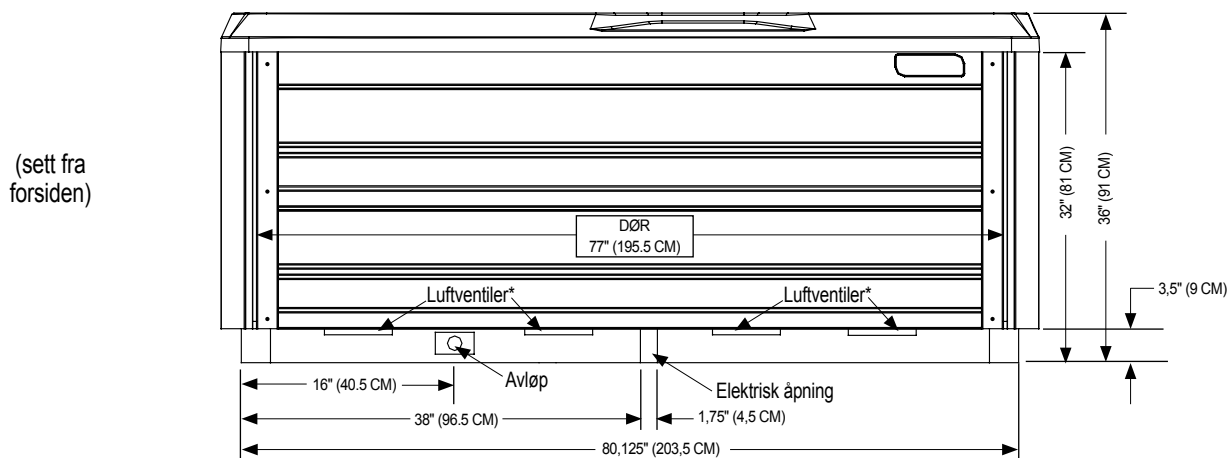 (sett fra
forsiden)
DØR
77" (195.5 CM)
32" (81 CM)
36" (91 CM)
Luftventiler*
Luftventiler*
3,5" (9 CM)
Avløp
Elektrisk åpning
16" (40.5 CM)
38" (96.5 CM)
1,75" (4,5 CM)
80,125" (203,5 CM)